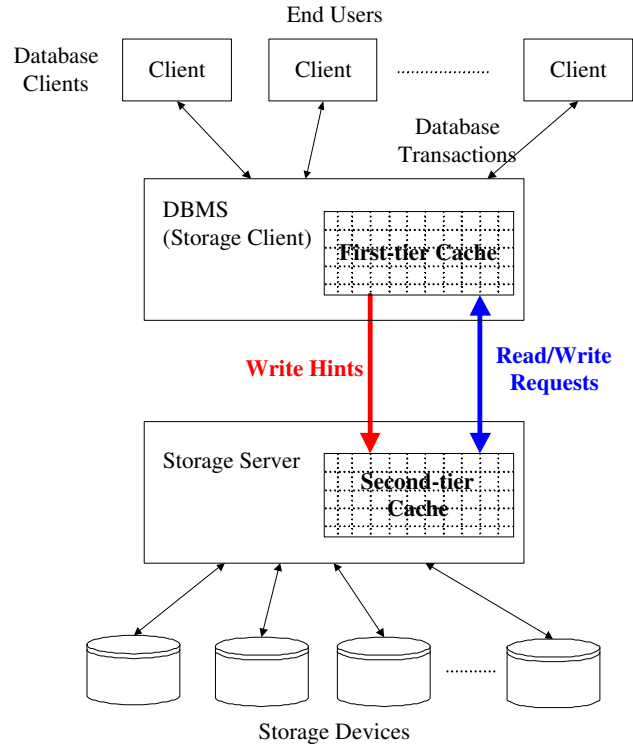 End Users
Database
Clients
Client
Client
Client
Database
Transactions
DBMS
(Storage Client)
First-tier Cache
Write Hints
Read/Write
Requests
Storage Server
Second-tier
Cache
Storage Devices